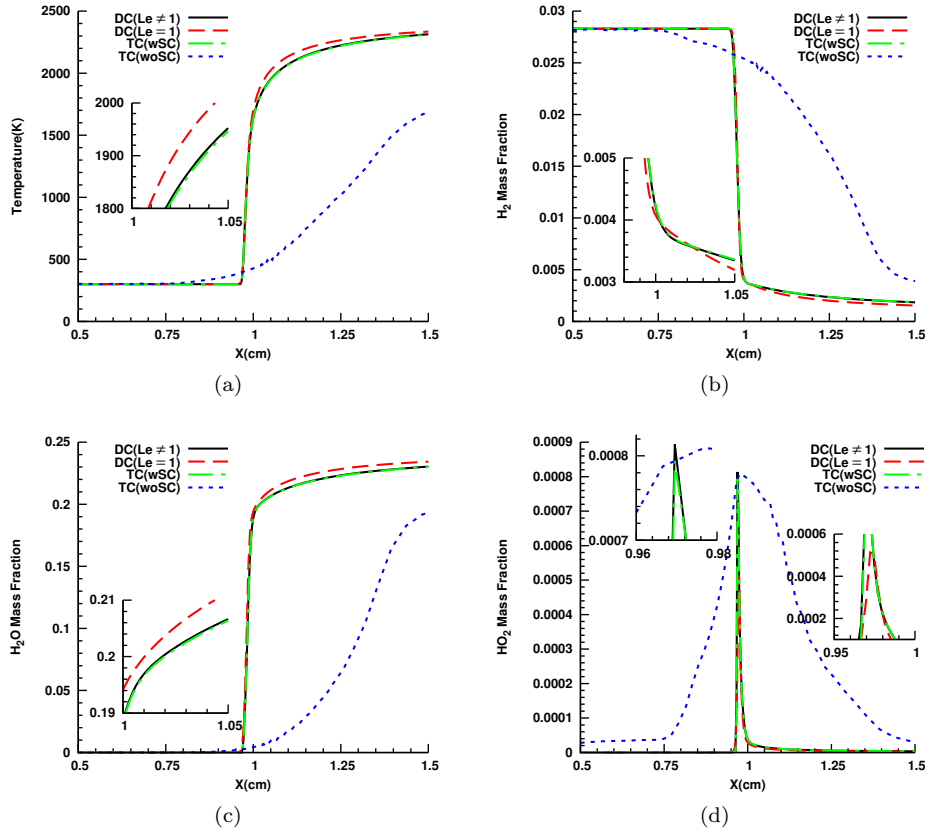 DC(Le ≠ 1)
DC(Le = 1)
TC(wSC)
TC(woSC)
2500
2000
1500
1000
500
0
Temperature(K)
2000
1900
1800
1
1.05
0.5
0.75
1
1.25
1.5
X(cm)
(a)
DC(Le ≠ 1)
DC(Le = 1)
TC(wSC)
TC(woSC)
0.03
0.025
0.02
0.015
0.01
0.005
0
H₂ Mass Fraction
0.005
0.004
0.003
1
1.05
0.5
0.75
1
1.25
1.5
X(cm)
(b)
DC(Le ≠ 1)
DC(Le = 1)
TC(wSC)
TC(woSC)
0.25
0.2
0.15
0.1
0.05
0
H₂O Mass Fraction
0.21
0.2
0.19
1
1.05
0.5
0.75
1
1.25
1.5
X(cm)
(c)
DC(Le ≠ 1)
DC(Le = 1)
TC(wSC)
TC(woSC)
0.0009
0.0008
0.0007
0.0006
0.0005
0.0004
0.0003
0.0002
0.0001
0
HO₂ Mass Fraction
0.0008
0.0007
0.96
0.98
0.0006
0.0004
0.0002
0.95
1
0.5
0.75
1
1.25
1.5
X(cm)
(d)